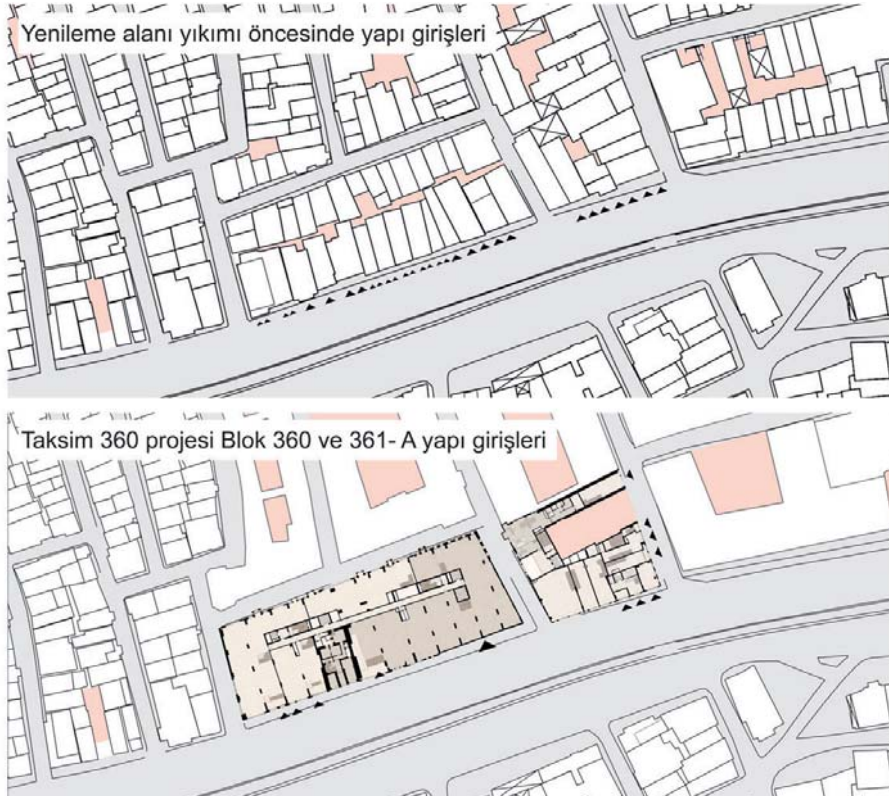 Yenileme alanı yıkımı öncesinde yapı girişleri
Taksim 360 projesi Blok 360 ve 361- A yapı girişleri